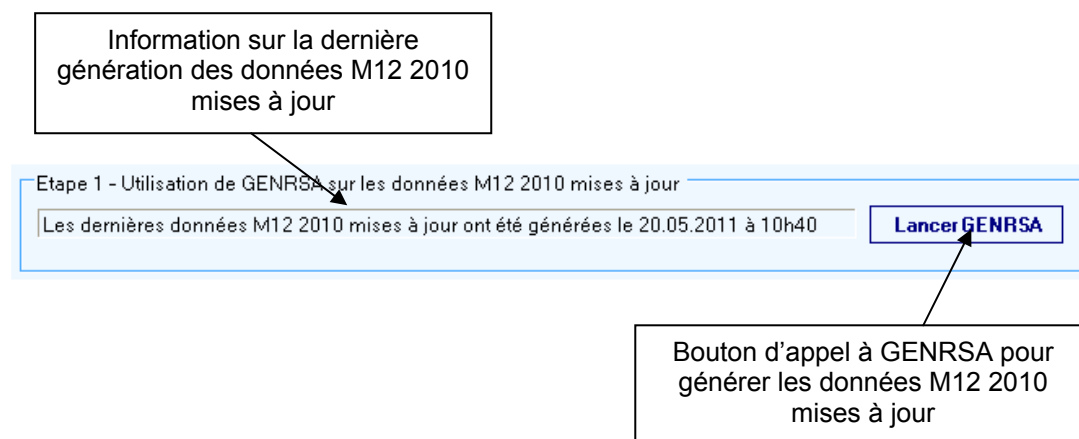 Information sur la dernière
génération des données M12 2010
mises à jour
Etape 1 - Utilisation de GENRSA sur les données M12 2010 mises à jour
Les dernières données M12 2010 mises à jour ont été générées le 20.05.2011 à 10h40
Lancer GENRSA
Bouton d’appel à GENRSA pour
générer les données M12 2010
mises à jour